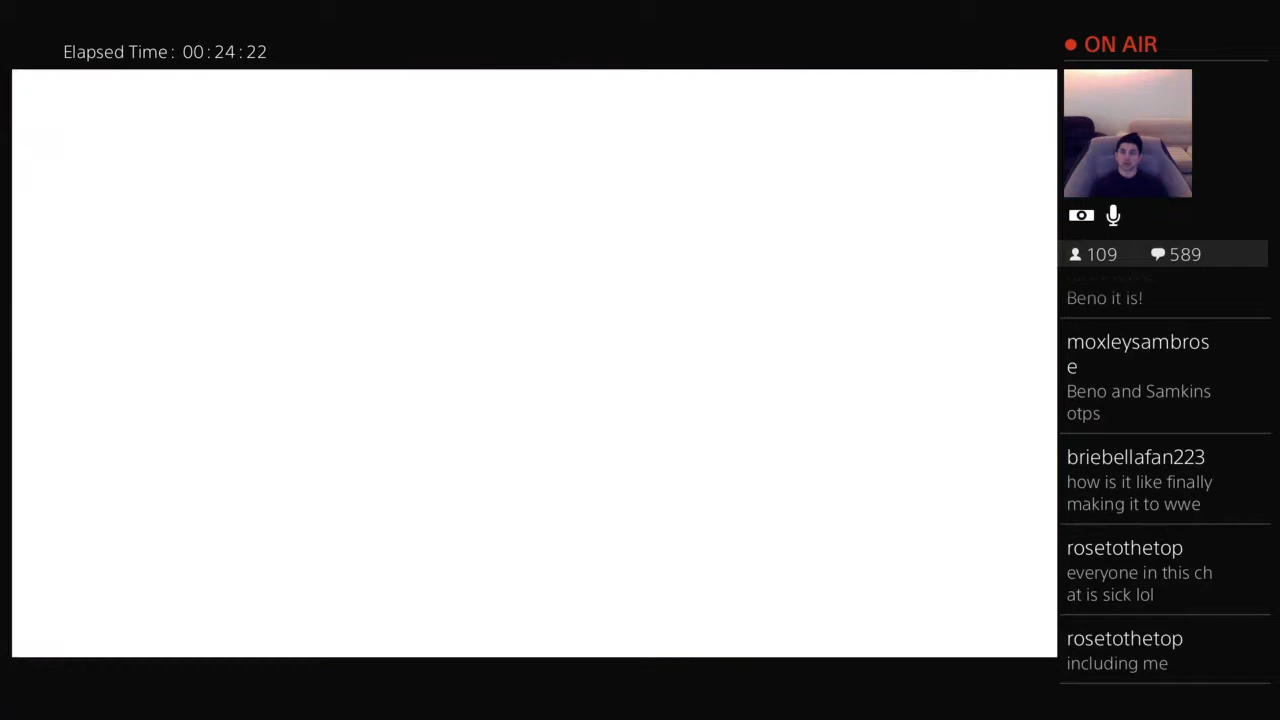 Elapsed Time: 00:24:22
ON AIR
109 589
Beno it is!
moxleysambros
e
Beno and Samkins
otps
briebellafan223
how is it like finally
making it to wwe
rosetothetop
everyone in this ch
at is sick lol
rosetothetop
including me